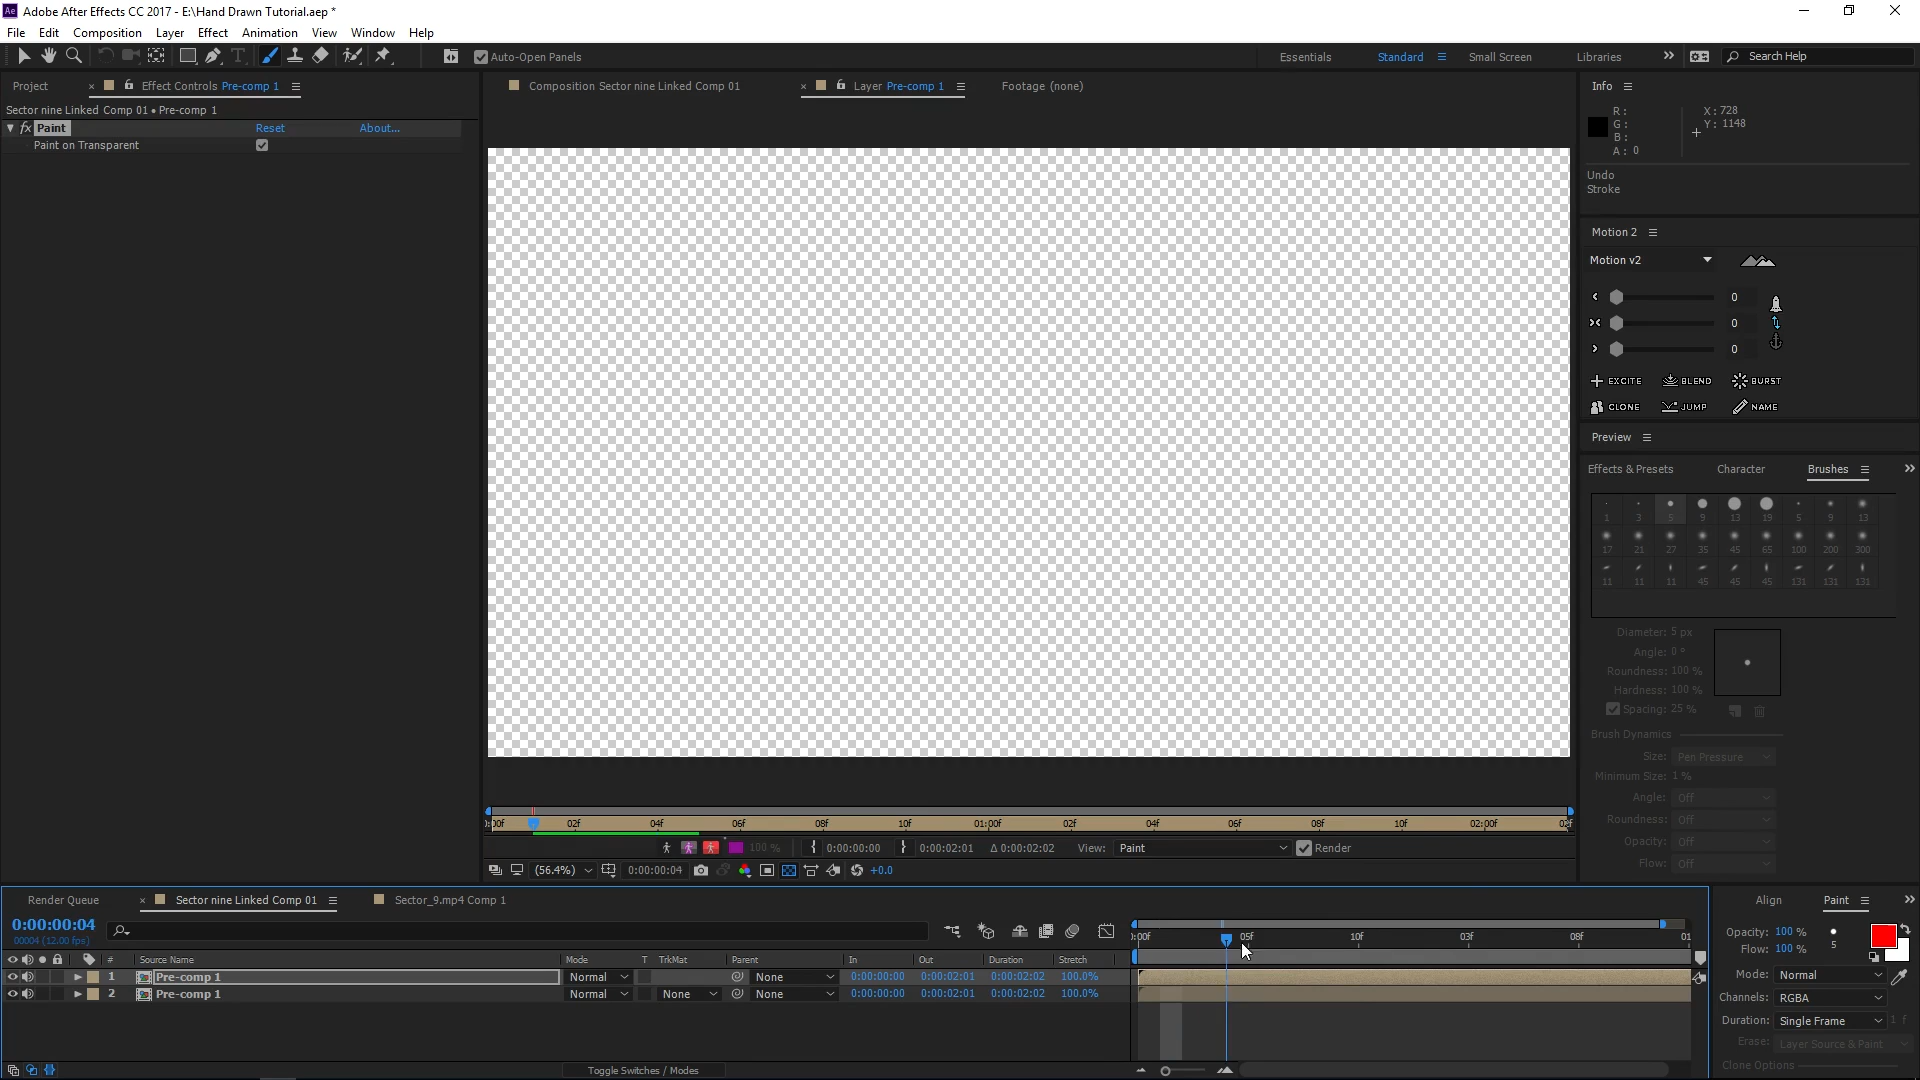 Adobe After Effects CC 2017 - E:\Hand Drawn Tutorial.aep *
File Edit Composition Layer Effect Animation View Window Help
Auto-Open Panels Essentials Standard Small Screen Libraries Search Help
Project Effect Controls Pre-comp 1
Composition Sector nine Linked Comp 01 Layer Pre-comp 1 Footage (none)
Info
Sector nine Linked Comp 01 • Pre-comp 1
fx Paint Reset About...
Paint on Transparent
R:
G:
B:
A: 0
X: 728
Y: 1148
Undo
Stroke
Motion 2
Motion v2
0
0
0
EXCITE BLEND BURST
CLONE JUMP NAME
Preview
Effects & Presets Character Brushes
1 3 5 9 13 19 5 9 13
17 21 27 35 45 65 100 200 300
11 11 11 45 45 45 131 131 131
Diameter: 5 px
Angle: 0 °
Roundness: 100 %
Hardness: 100 %
Spacing: 25 %
Brush Dynamics
Size: Pen Pressure
Minimum Size: 1 %
Angle: Off
Roundness: Off
Opacity: Off
Flow: Off
:00f 02f 04f 06f 08f 10f 01:00f 02f 04f 06f 08f 10f 02:00f 02f
100 % 0:00:00:00 0:00:02:01 Δ 0:00:02:02 View: Paint Render
(56.4%) 0:00:00:04 +0.0
Render Queue Sector nine Linked Comp 01 Sector_9.mp4 Comp 1
0:00:00:04
00004 (12.00 fps)
:00f 05f 10f 03f 08f 01
# Source Name Mode T TrkMat Parent In Out Duration Stretch
1 Pre-comp 1 Normal None 0:00:00:00 0:00:02:01 0:00:02:02 100.0%
2 Pre-comp 1 Normal None None 0:00:00:00 0:00:02:01 0:00:02:02 100.0%
Toggle Switches / Modes
Align Paint
Opacity: 100 %
Flow: 100 % 5
Mode: Normal
Channels: RGBA
Duration: Single Frame 1 f
Erase: Layer Source & Paint
Clone Options